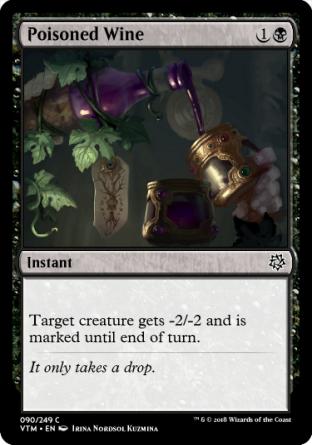 Poisoned Wine 1
Instant
Target creature gets -2/-2 and is
marked until end of turn.
It only takes a drop.
090/249 C
VTM • EN Irina Nordsol Kuzmina
™ & © 2018 Wizards of the Coast